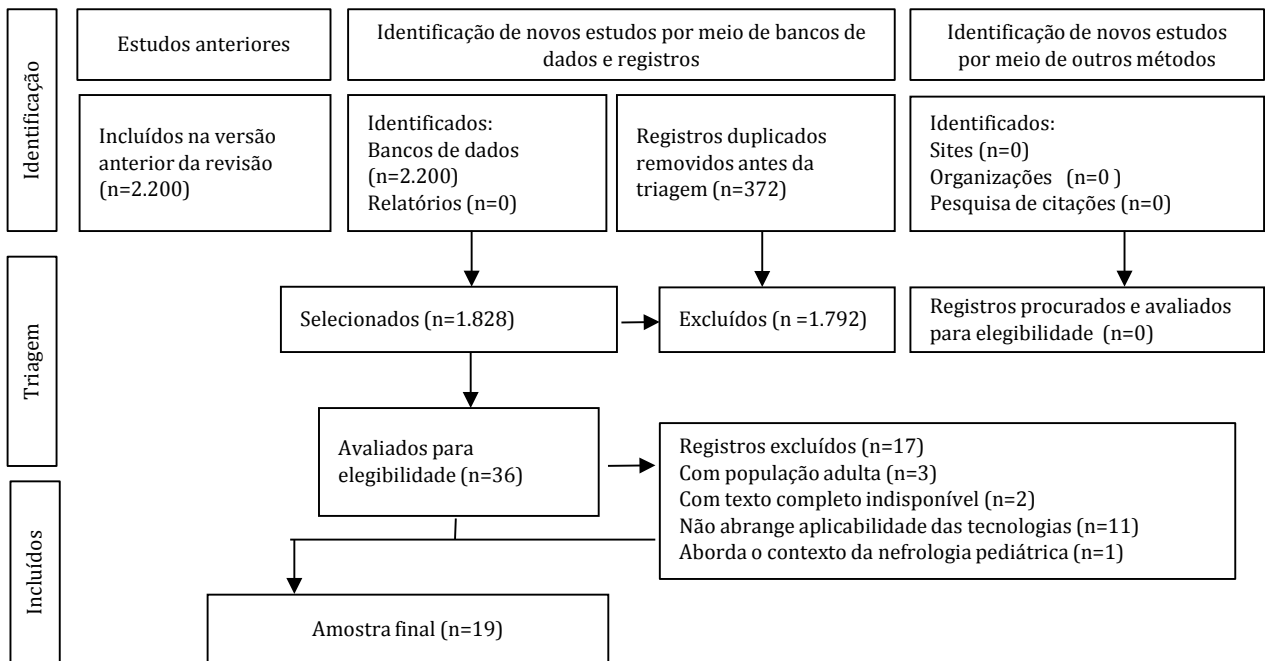 Identificação
Estudos anteriores
Identificação de novos estudos por meio de bancos de
dados e registros
Identificação de novos estudos
por meio de outros métodos
Incluídos na versão
anterior da revisão
(n=2.200)
Identificados:
Bancos de dados
(n=2.200)
Relatórios (n=0)
Registros duplicados
removidos antes da
triagem (n=372)
Identificados:
Sites (n=0)
Organizações (n=0 )
Pesquisa de citações (n=0)
Triagem
Selecionados (n=1.828)
Excluídos (n =1.792)
Registros procurados e avaliados
para elegibilidade (n=0)
Avaliados para
elegibilidade (n=36)
Registros excluídos (n=17)
Com população adulta (n=3)
Com texto completo indisponível (n=2)
Não abrange aplicabilidade das tecnologias (n=11)
Aborda o contexto da nefrologia pediátrica (n=1)
Incluídos
Amostra final (n=19)